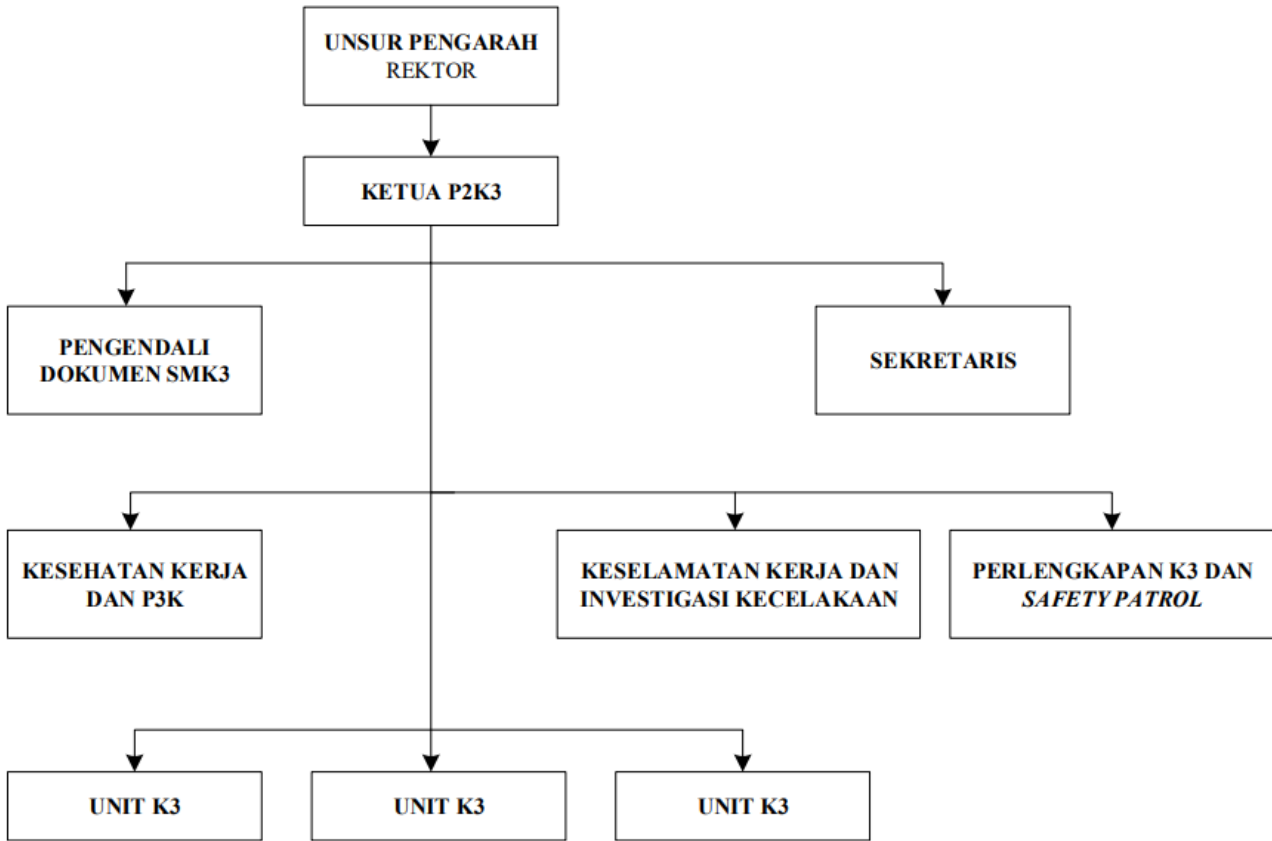 UNSUR PENGARAH
REKTOR
KETUA P2K3
PENGENDALI
DOKUMEN SMK3
SEKRETARIS
KESEHATAN KERJA
DAN P3K
KESELAMATAN KERJA DAN
INVESTIGASI KECELAKAAN
PERLENGKAPAN K3 DAN
SAFETY PATROL
UNIT K3
UNIT K3
UNIT K3